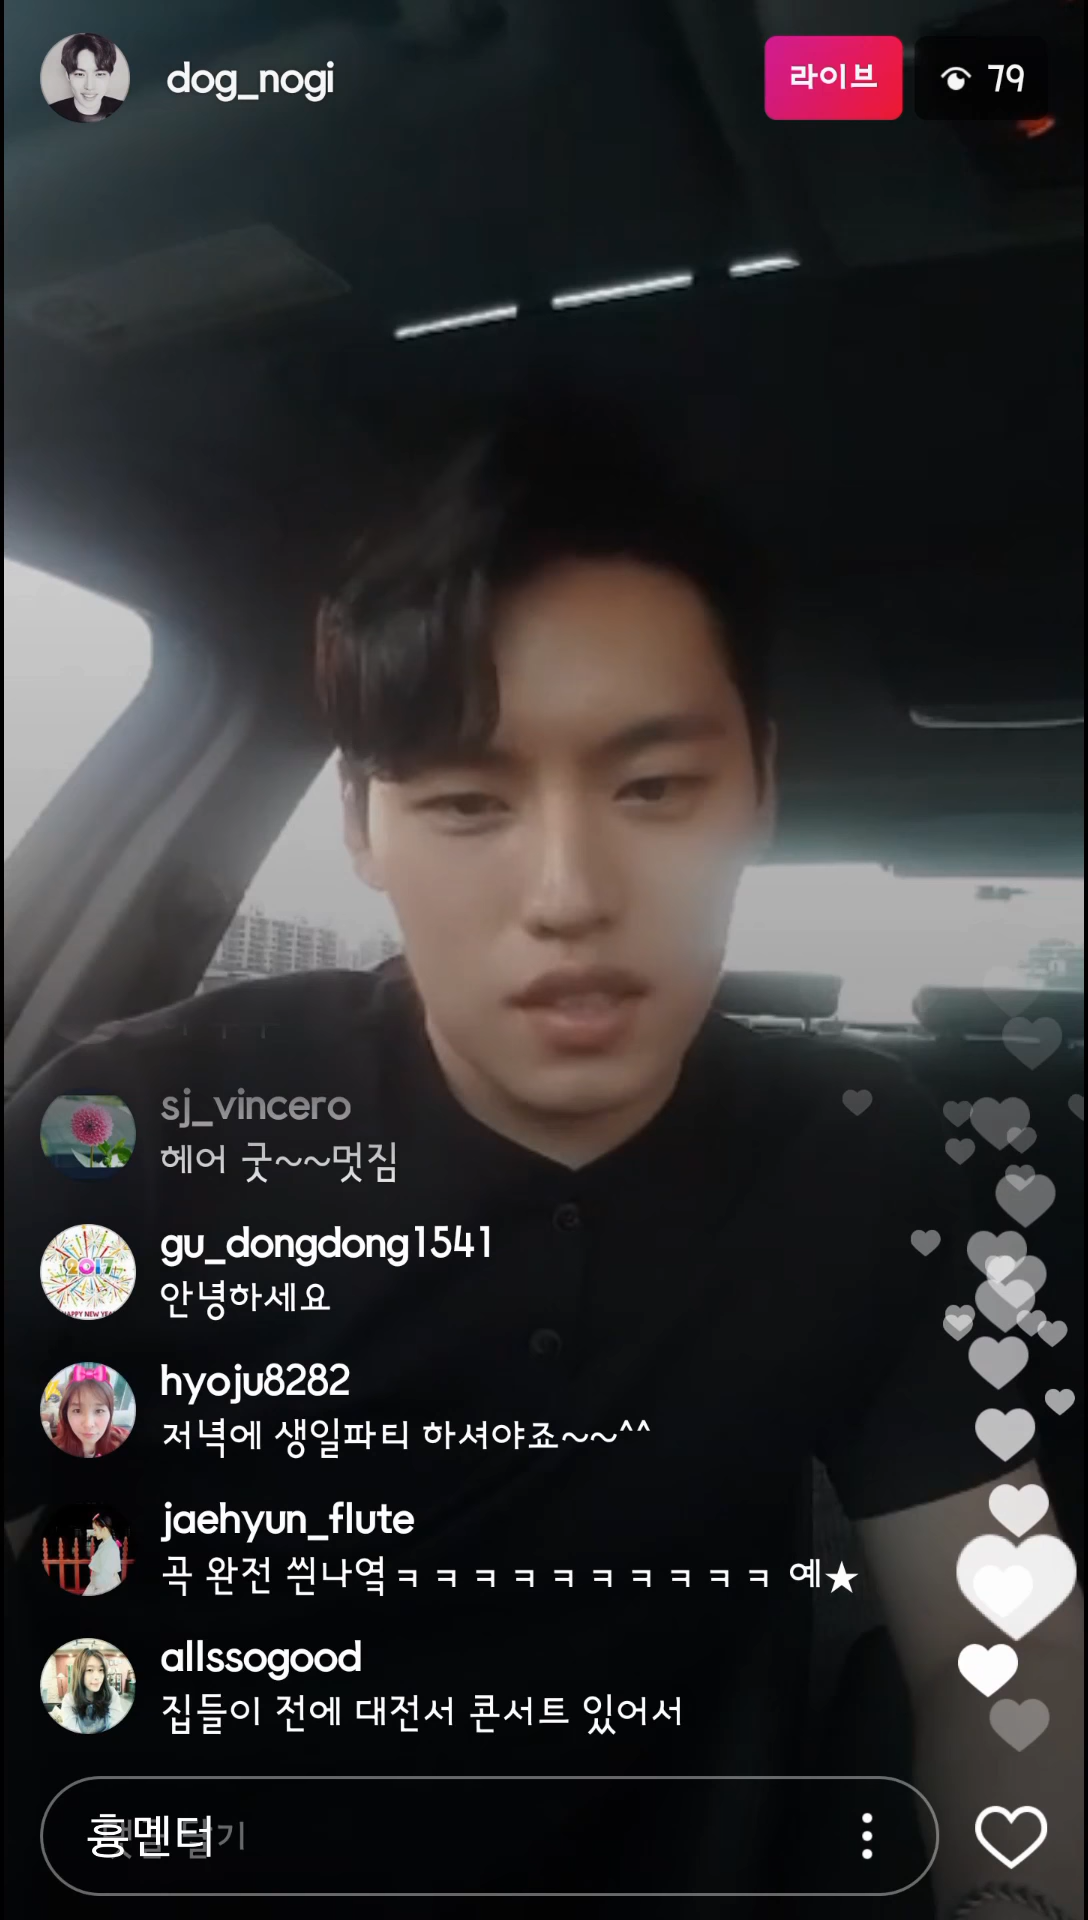 dog_nogi
라이브
79
sj_vincero
헤어 굿~~멋짐
gu_dongdong1541
안녕하세요
hyoju8282
저녁에 생일파티 하셔야죠~~^^
jaehyun_flute
곡 완전 씐나옄ㅋㅋㅋㅋㅋㅋㅋㅋㅋㅋ 예★
allssogood
집들이 전에 대전서 콘서트 있어서
흉멘터
2017